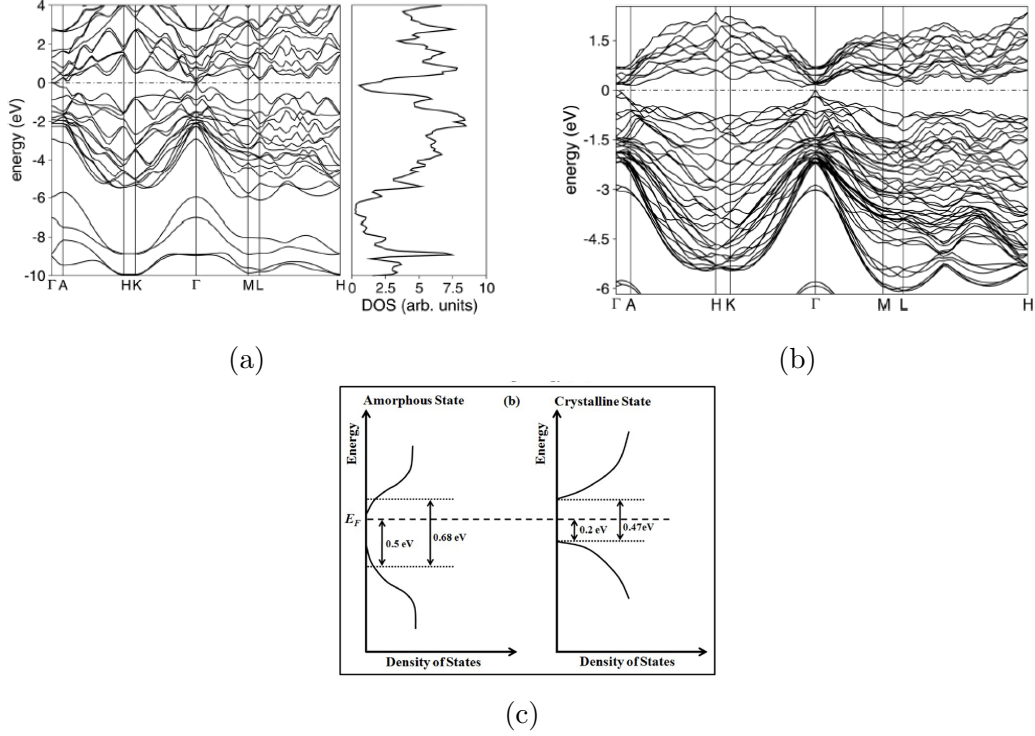 energy (eV)
4
2
0
-2
-4
-6
-8
-10
Γ A H K Γ M L H
0 2.5 5.0 7.5 10
DOS (arb. units)
(a)
energy (eV)
1.5
0
-1.5
-3
-4.5
-6
Γ A H K Γ M L H
(b)
Amorphous State (b) Crystalline State
Energy
Energy
E_F
0.5 eV
0.68 eV
0.2 eV
0.47eV
Density of States
Density of States
(c)